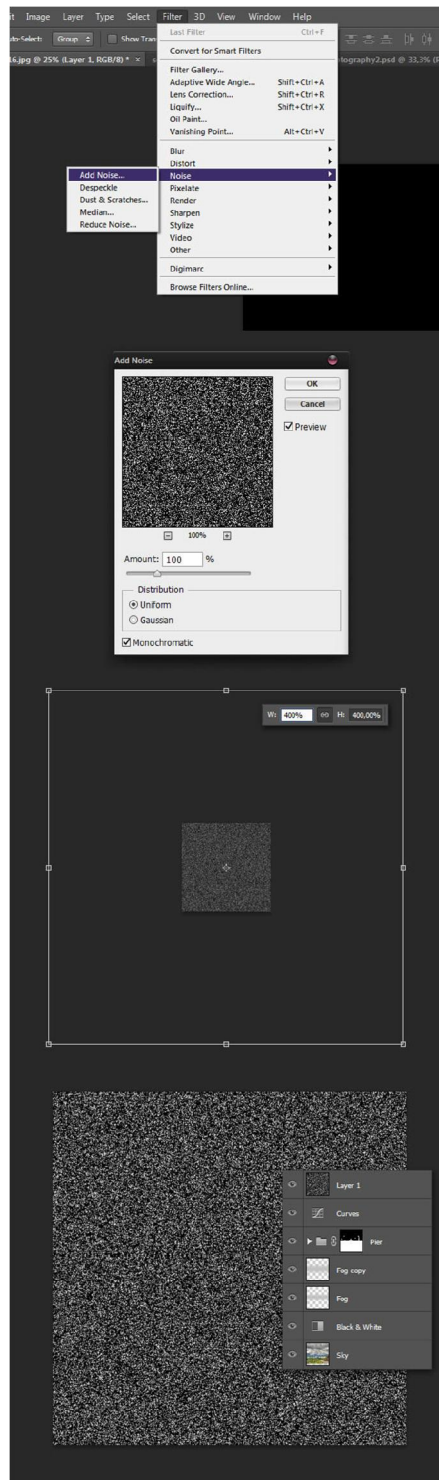 it Image Layer Type Select Filter 3D View Window Help
uto-Select: Group Show Tran
16.jpg @ 25% (Layer 1, RGB/8) * × s tography2.psd @ 33,3% (R
Last Filter Ctrl+F
Convert for Smart Filters
Filter Gallery...
Adaptive Wide Angle... Shift+Ctrl+A
Lens Correction... Shift+Ctrl+R
Liquify... Shift+Ctrl+X
Oil Paint...
Vanishing Point... Alt+Ctrl+V
Blur
Distort
Noise
Pixelate
Render
Sharpen
Stylize
Video
Other
Digimarc
Browse Filters Online...
Add Noise...
Despeckle
Dust & Scratches...
Median...
Reduce Noise...
Add Noise
OK
Cancel
Preview
100%
Amount: 100 %
Distribution
Uniform
Gaussian
Monochromatic
W: 400% H: 400,00%
Layer 1
Curves
Pier
Fog copy
Fog
Black & White
Sky